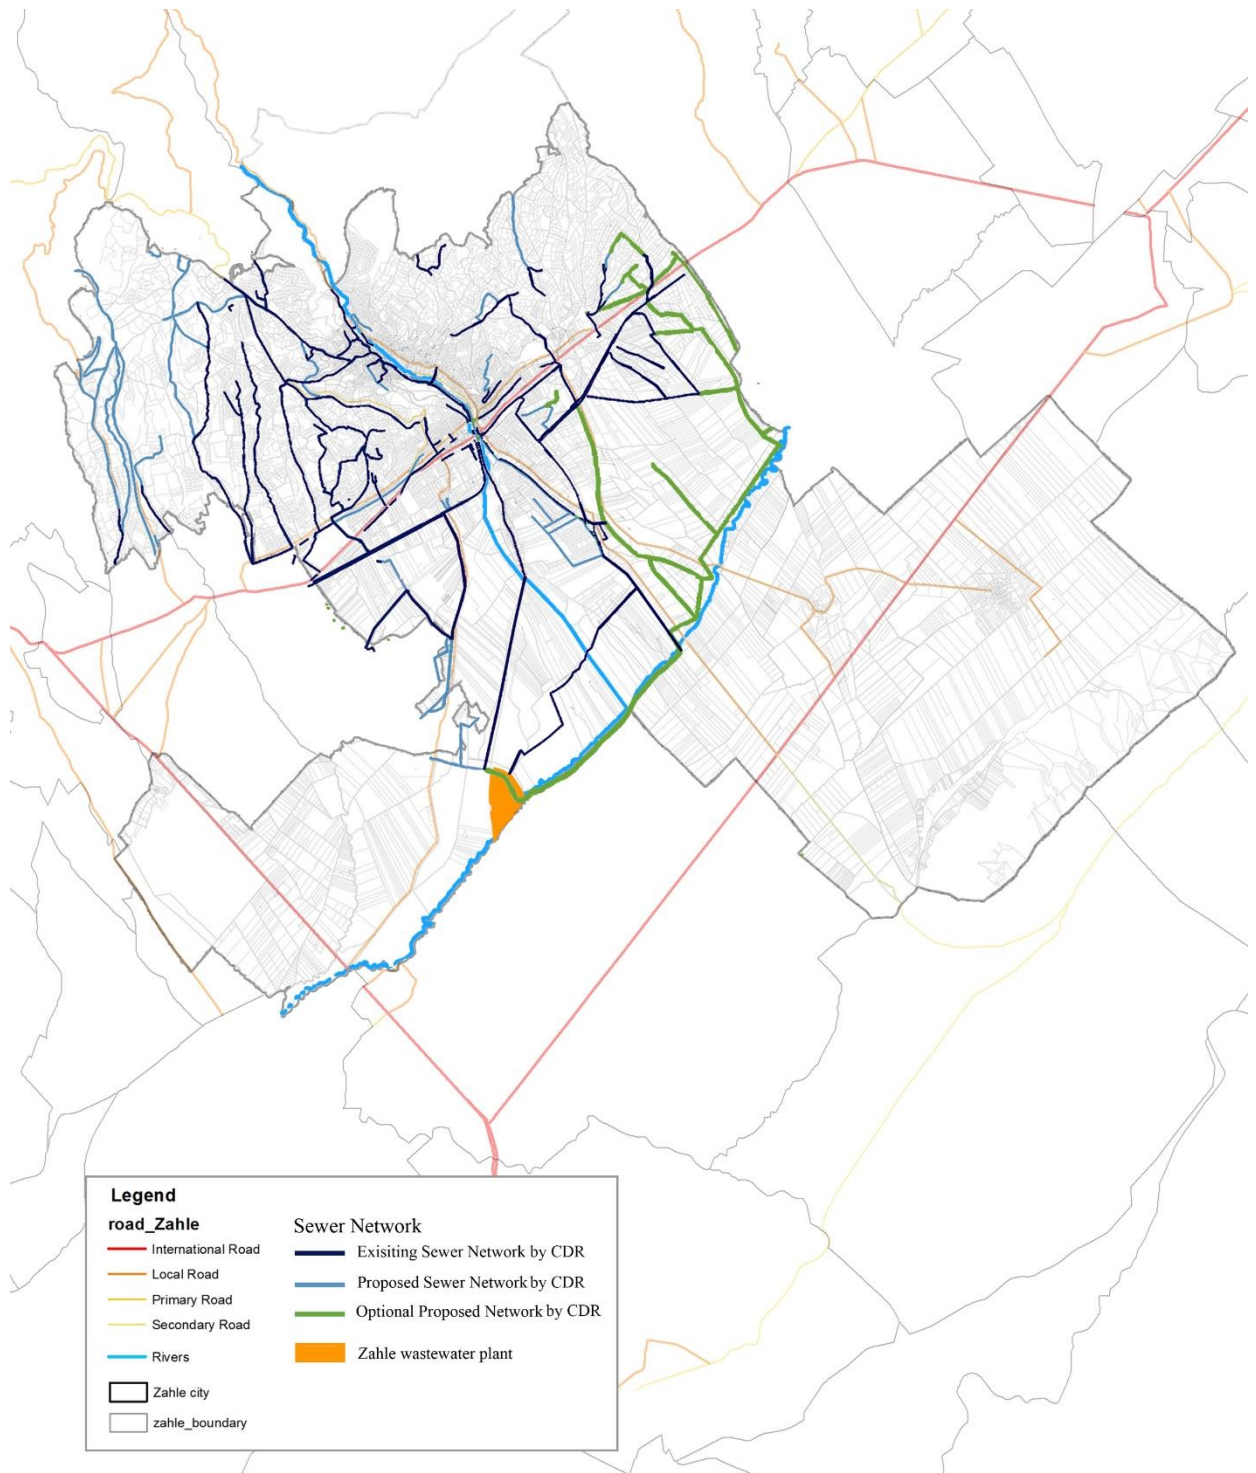 Legend
road_Zahle
International Road
Local Road
Primary Road
Secondary Road
Rivers
Zahle city
zahle_boundary
Sewer Network
Exisiting Sewer Network by CDR
Proposed Sewer Network by CDR
Optional Proposed Network by CDR
Zahle wastewater plant